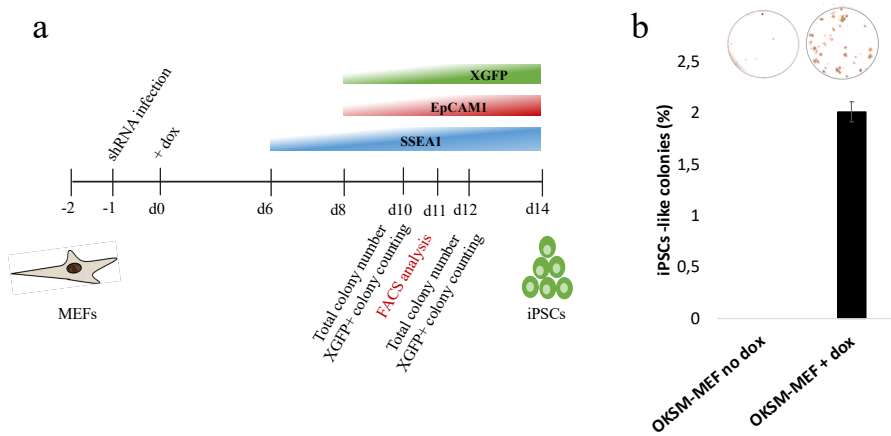 a
shRNA infection
+ dox
XGFP
EpCAM1
SSEA1
-2
-1
d0
d6
d8
d10
d11
d12
d14
MEFs
Total colony number
XGFP+ colony counting
FACS analysis
Total colony number
XGFP+ colony counting
iPSCs
b
iPSCs -like colonies (%)
2,5
2
1,5
1
0,5
0
OKSM-MEF no dox
OKSM-MEF + dox